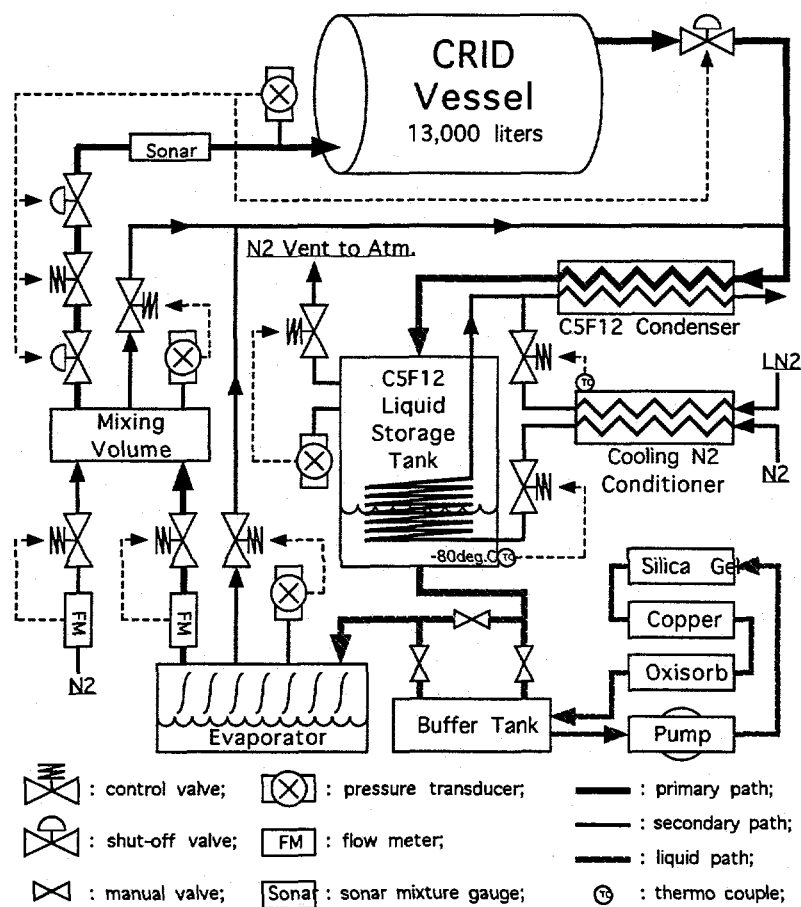 CRID
Vessel
13,000 liters
Sonar
N2 Vent to Atm.
C5F12 Condenser
C5F12
Liquid
Storage
Tank
TC
LN2
Mixing
Volume
Cooling N2
Conditioner
N2
-80deg.C
TC
Silica Gel
FM
FM
Copper
N2
Oxisorb
Evaporator
Buffer Tank
Pump
: control valve;
: pressure transducer;
: primary path;
: shut-off valve;
FM
: flow meter;
: secondary path;
: liquid path;
: manual valve;
Sonar
: sonar mixture gauge;
TC
: thermo couple;